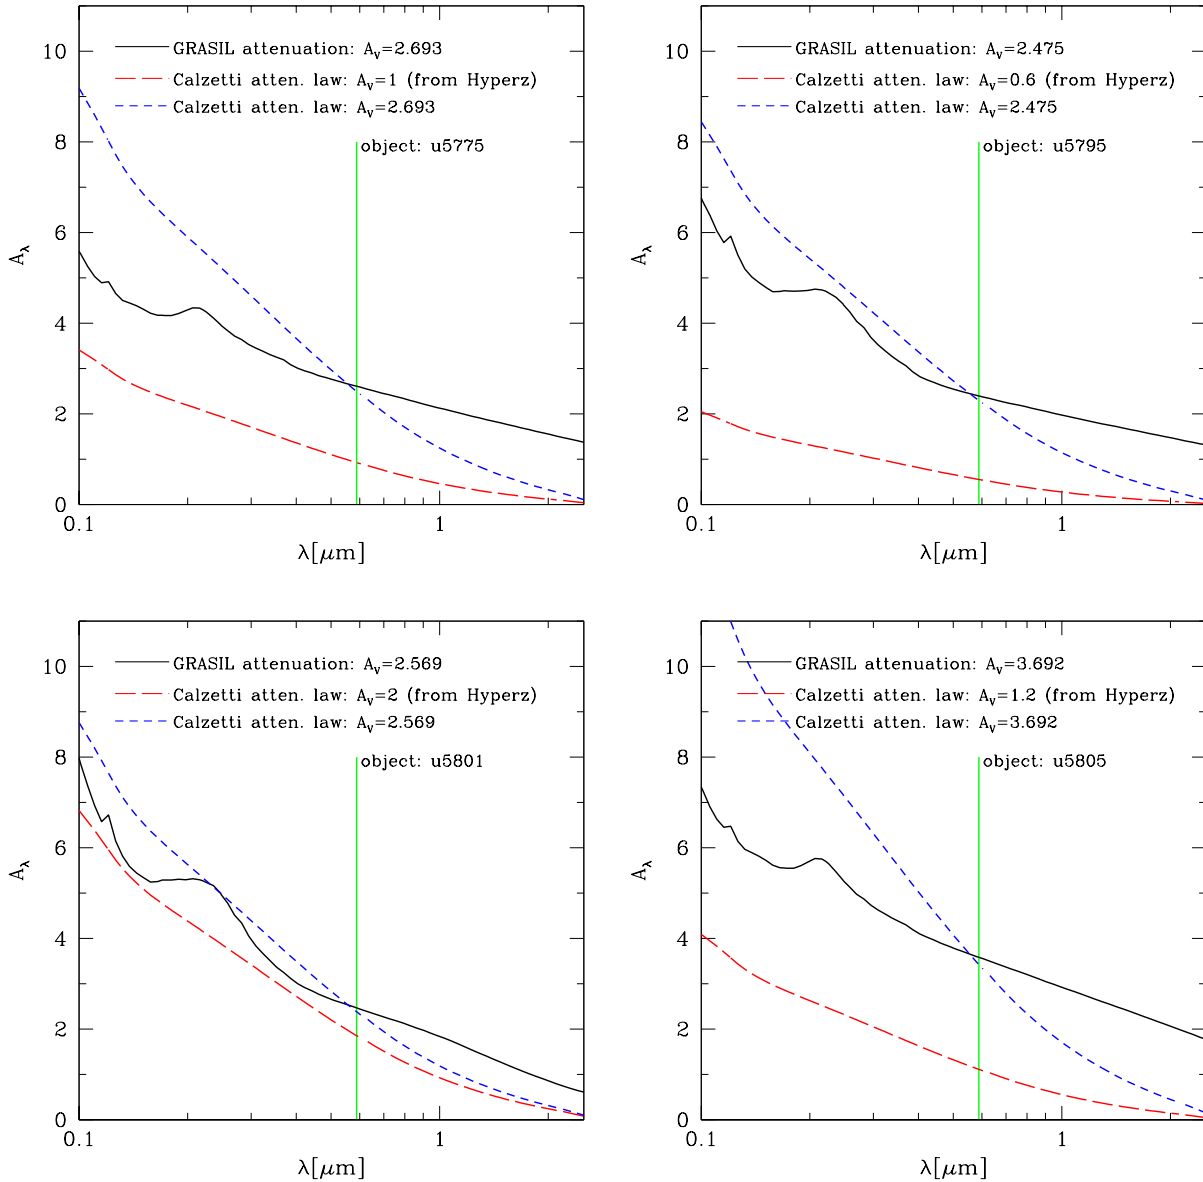 10
8
6
4
2
0
A_λ
GRASIL attenuation: A_V=2.693
Calzetti atten. law: A_V=1 (from Hyperz)
Calzetti atten. law: A_V=2.693
object: u5775
0.1
1
λ[μm]
10
8
6
4
2
0
A_λ
GRASIL attenuation: A_V=2.475
Calzetti atten. law: A_V=0.6 (from Hyperz)
Calzetti atten. law: A_V=2.475
object: u5795
0.1
1
λ[μm]
10
8
6
4
2
0
A_λ
GRASIL attenuation: A_V=2.569
Calzetti atten. law: A_V=2 (from Hyperz)
Calzetti atten. law: A_V=2.569
object: u5801
0.1
1
λ[μm]
10
8
6
4
2
0
A_λ
GRASIL attenuation: A_V=3.692
Calzetti atten. law: A_V=1.2 (from Hyperz)
Calzetti atten. law: A_V=3.692
object: u5805
0.1
1
λ[μm]